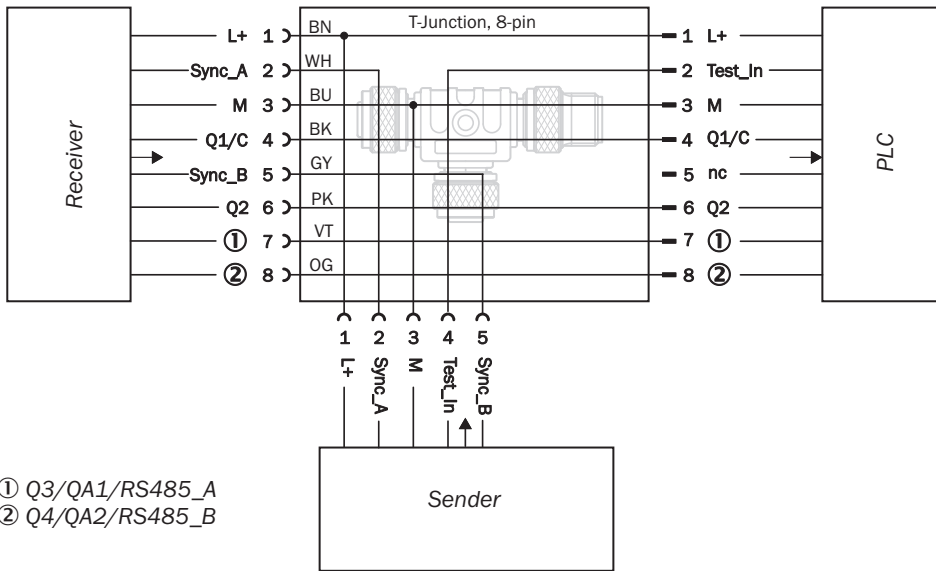 T-Junction, 8-pin
L+ 1 BN 1 L+
Sync_A 2 WH 2 Test_In
M 3 BU 3 M
Q1/C 4 BK 4 Q1/C
Sync_B 5 GY 5 nc
Q2 6 PK 6 Q2
① 7 VT 7 ①
② 8 OG 8 ②
Receiver
PLC
1 2 3 4 5
L+ Sync_A M Test_In Sync_B
Sender
① Q3/QA1/RS485_A
② Q4/QA2/RS485_B